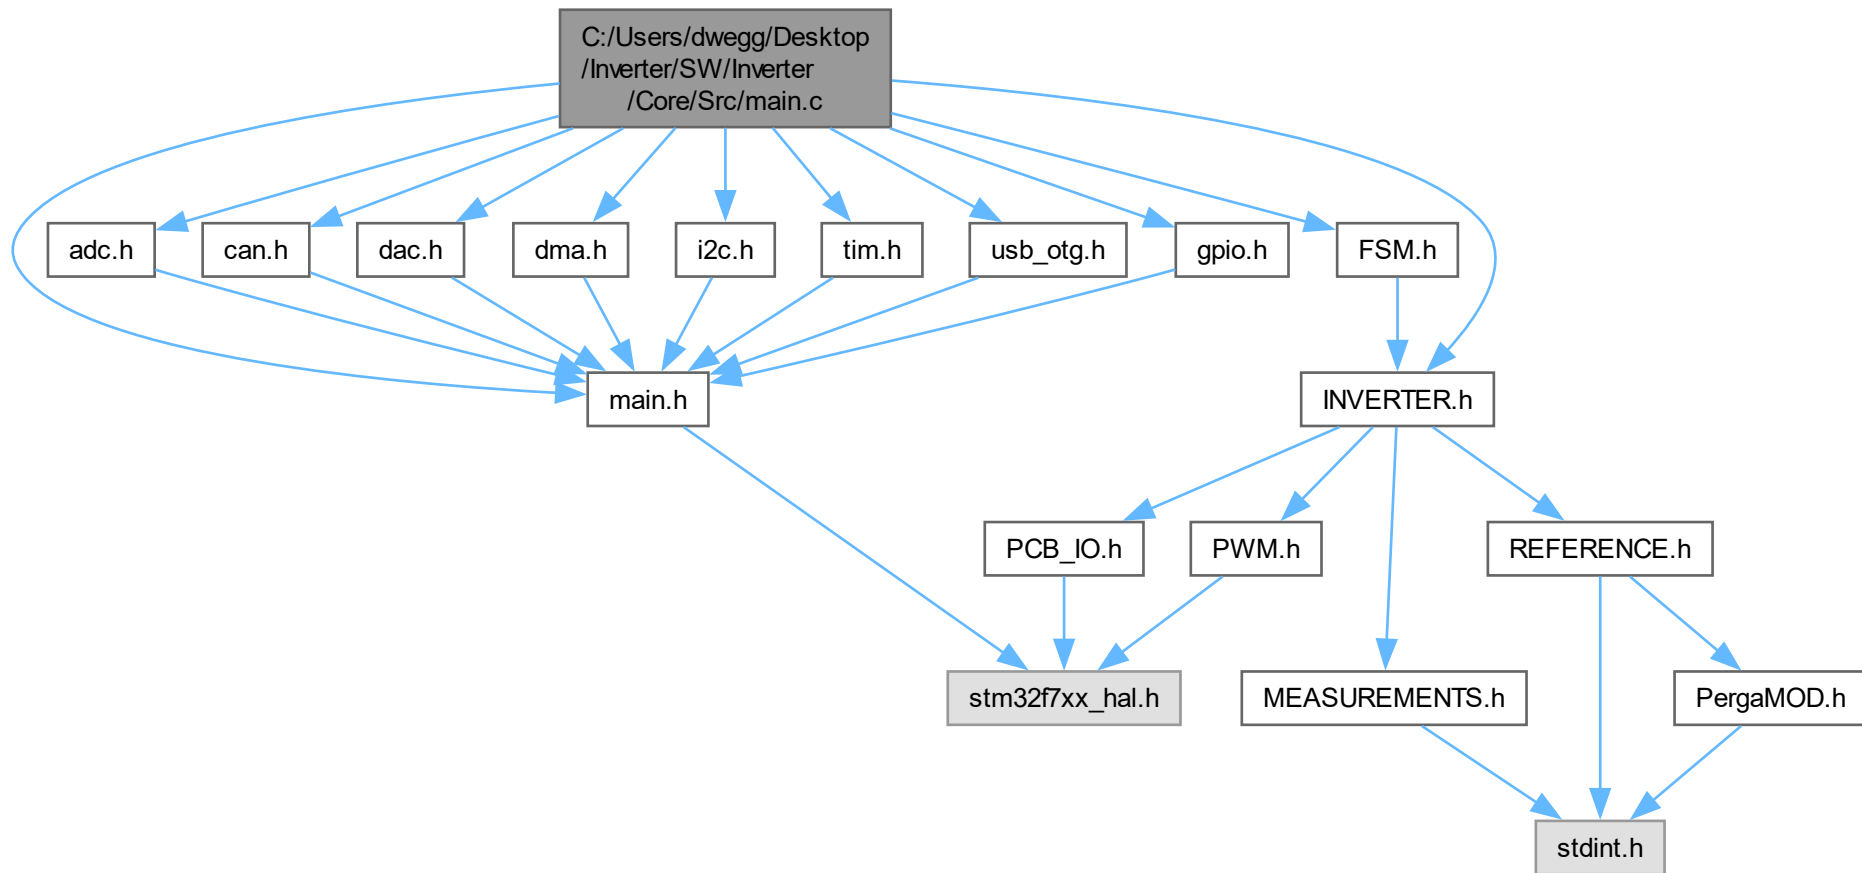 C:/Users/dwegg/Desktop
/Inverter/SW/Inverter
/Core/Src/main.c
adc.h
can.h
dac.h
dma.h
i2c.h
tim.h
usb_otg.h
gpio.h
FSM.h
main.h
INVERTER.h
PCB_IO.h
PWM.h
REFERENCE.h
stm32f7xx_hal.h
MEASUREMENTS.h
PergaMOD.h
stdint.h